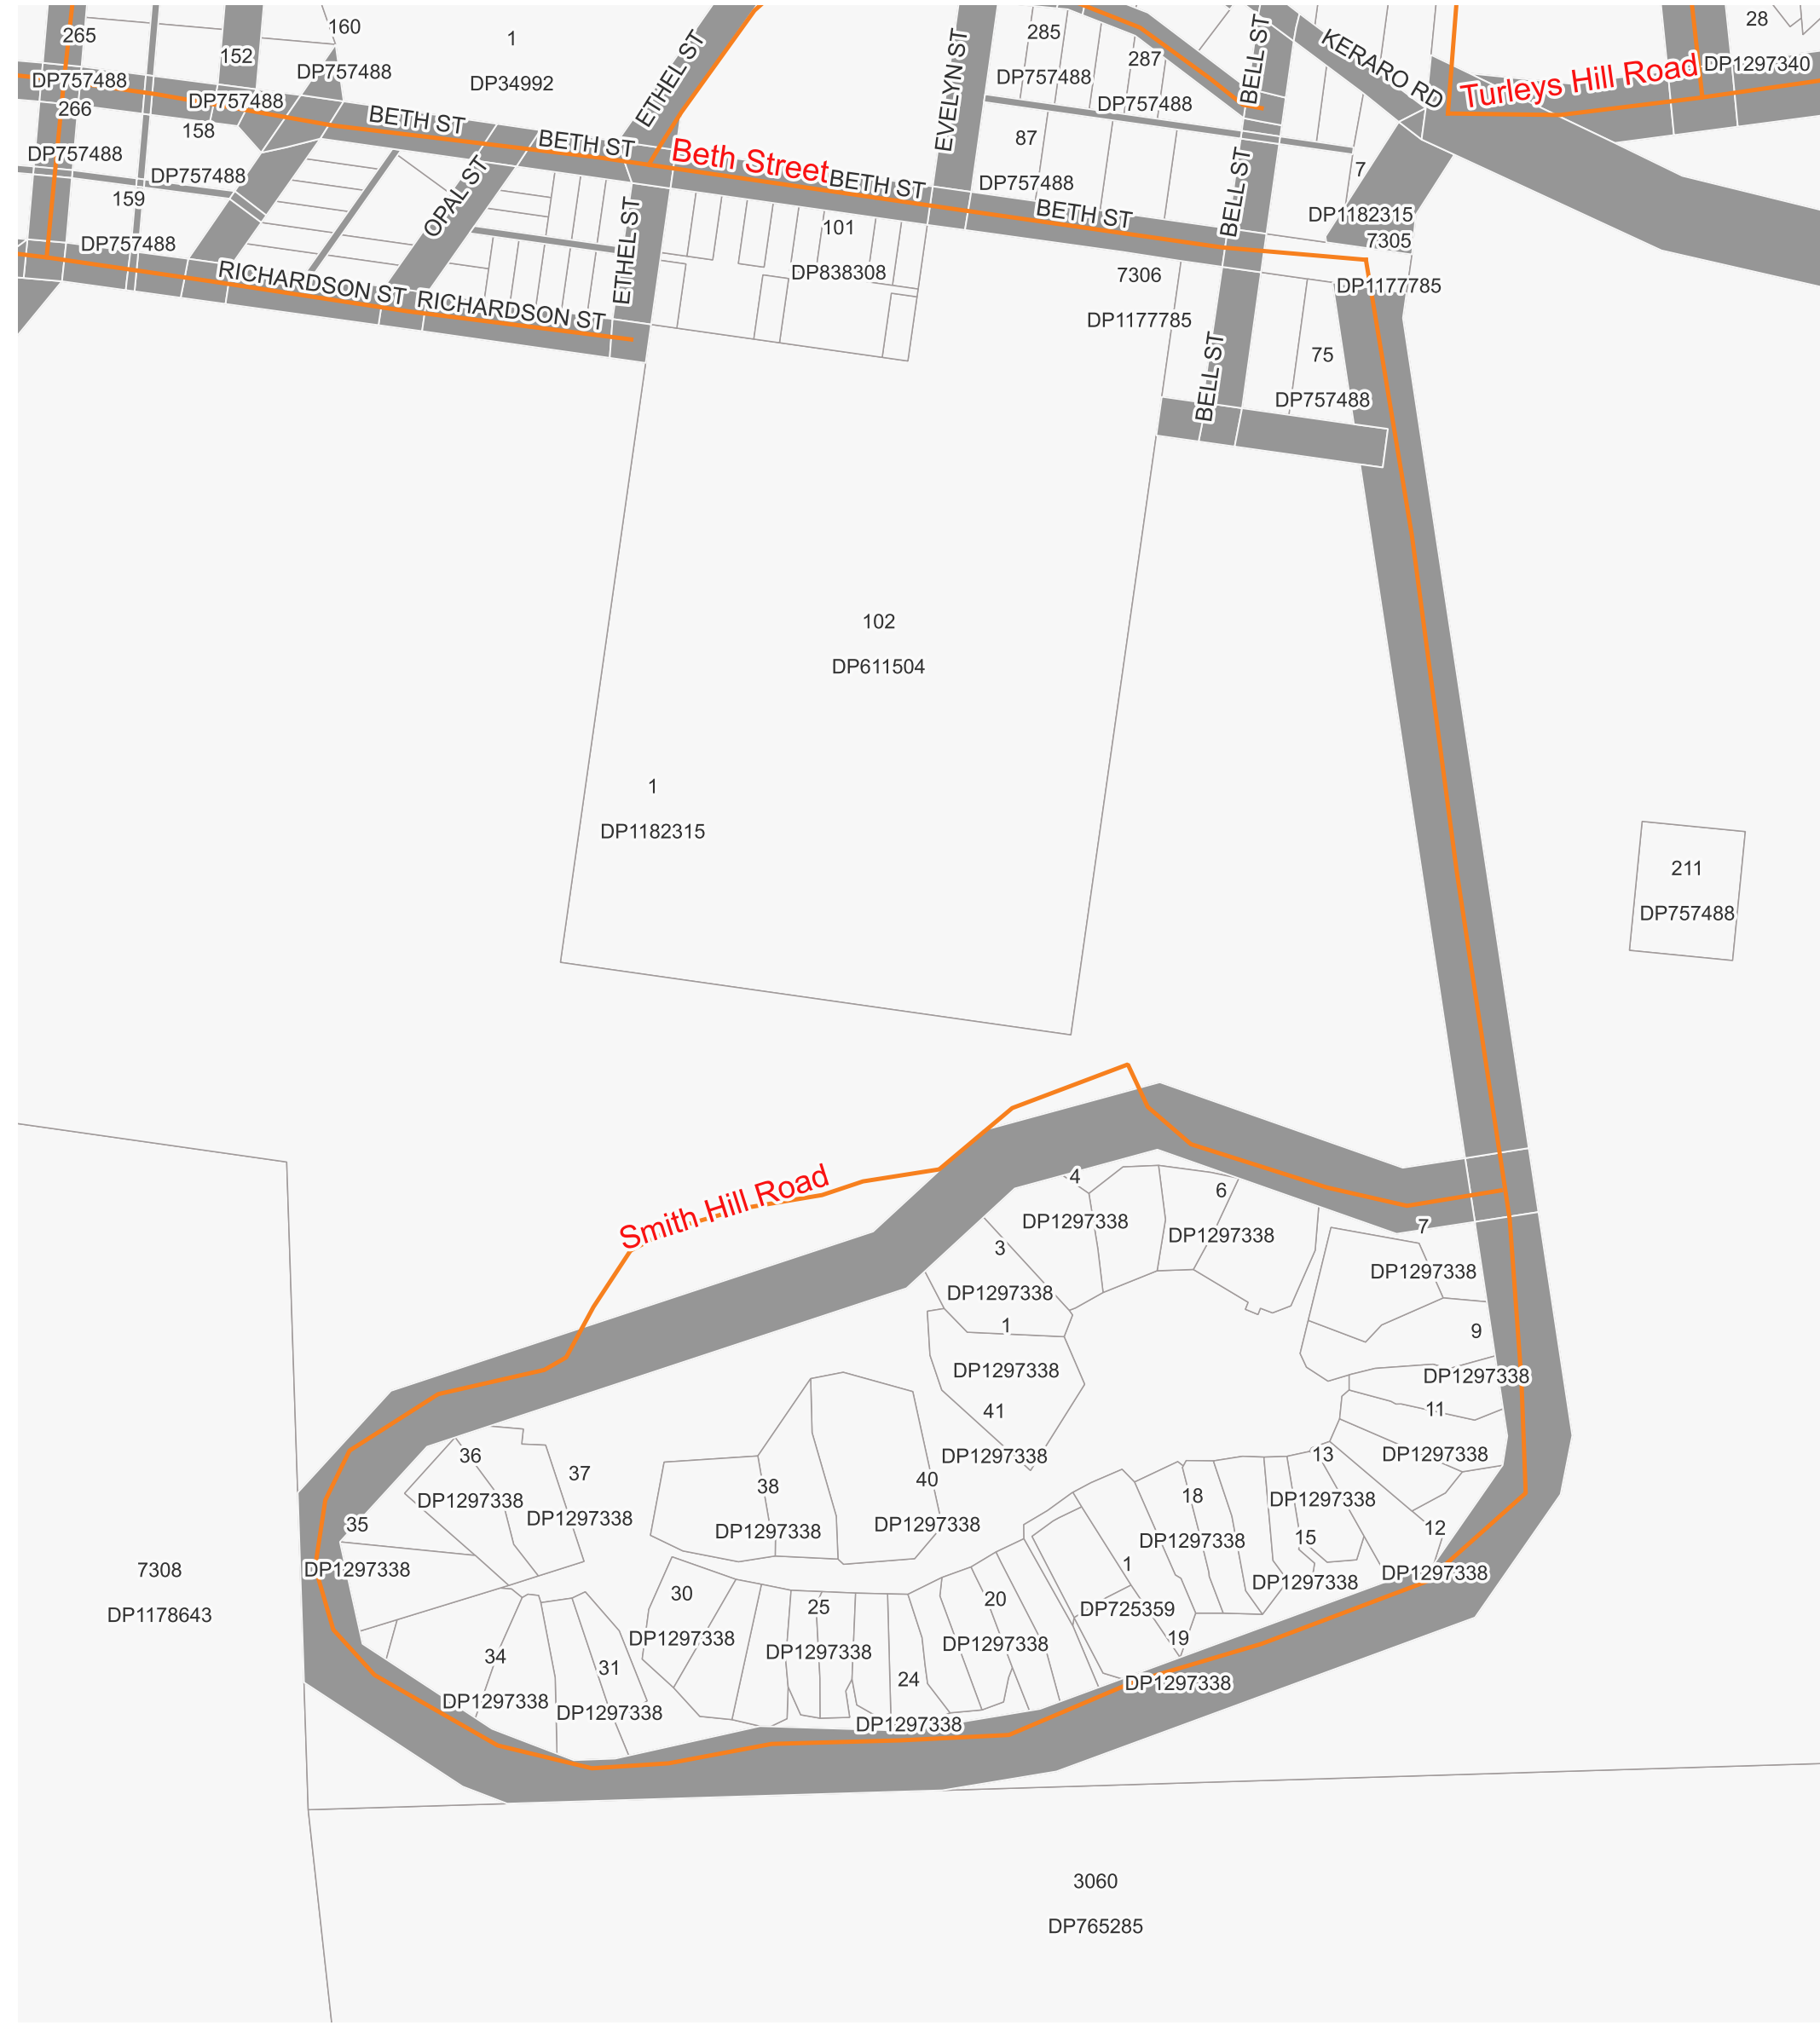 265
DP757488
152
DP757488
160
DP757488
1
DP34992
ETHEL ST
EVELYN ST
285
DP757488
287
DP757488
BELL ST
KERARO RD
Turleys Hill Road
28
DP1297340
266
DP757488
158
DP757488
159
DP757488
BETH ST
BETH ST
Beth Street
BETH ST
BETH ST
87
DP757488
BELL ST
7
DP1182315
7305
DP1177785
OPAL ST
ETHEL ST
101
DP838308
7306
DP1177785
RICHARDSON ST
RICHARDSON ST
BELL ST
75
DP757488
102
DP611504
1
DP1182315
211
DP757488
Smith Hill Road
4
DP1297338
6
DP1297338
3
DP1297338
7
DP1297338
1
DP1297338
9
DP1297338
41
DP1297338
11
DP1297338
36
DP1297338
37
DP1297338
38
DP1297338
40
DP1297338
18
DP1297338
13
DP1297338
15
DP1297338
12
DP1297338
35
DP1297338
7308
DP1178643
1
DP725359
30
DP1297338
25
DP1297338
20
DP1297338
19
DP1297338
34
DP1297338
31
DP1297338
24
DP1297338
3060
DP765285